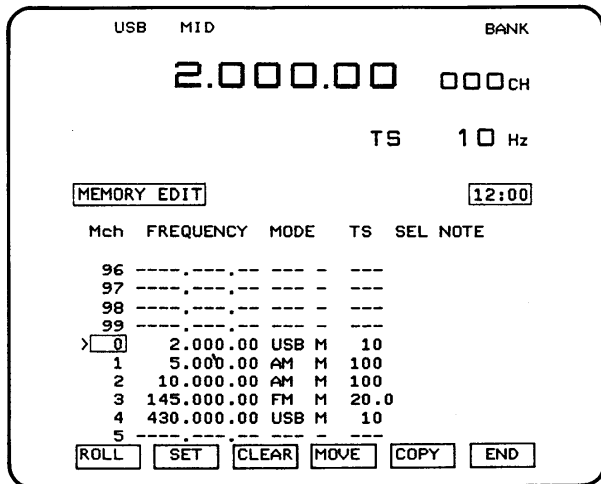 USB MID BANK
2.000.00 000CH
TS 10 Hz
MEMORY EDIT 12:00
Mch FREQUENCY MODE TS SEL NOTE
96 ----.---.-- --- - ---
97 ----.---.-- --- - ---
98 ----.---.-- --- - ---
99 ----.---.-- --- - ---
>0 2.000.00 USB M 10
1 5.000.00 AM M 100
2 10.000.00 AM M 100
3 145.000.00 FM M 20.0
4 430.000.00 USB M 10
5 ----.---.-- --- - ---
ROLL SET CLEAR MOVE COPY END